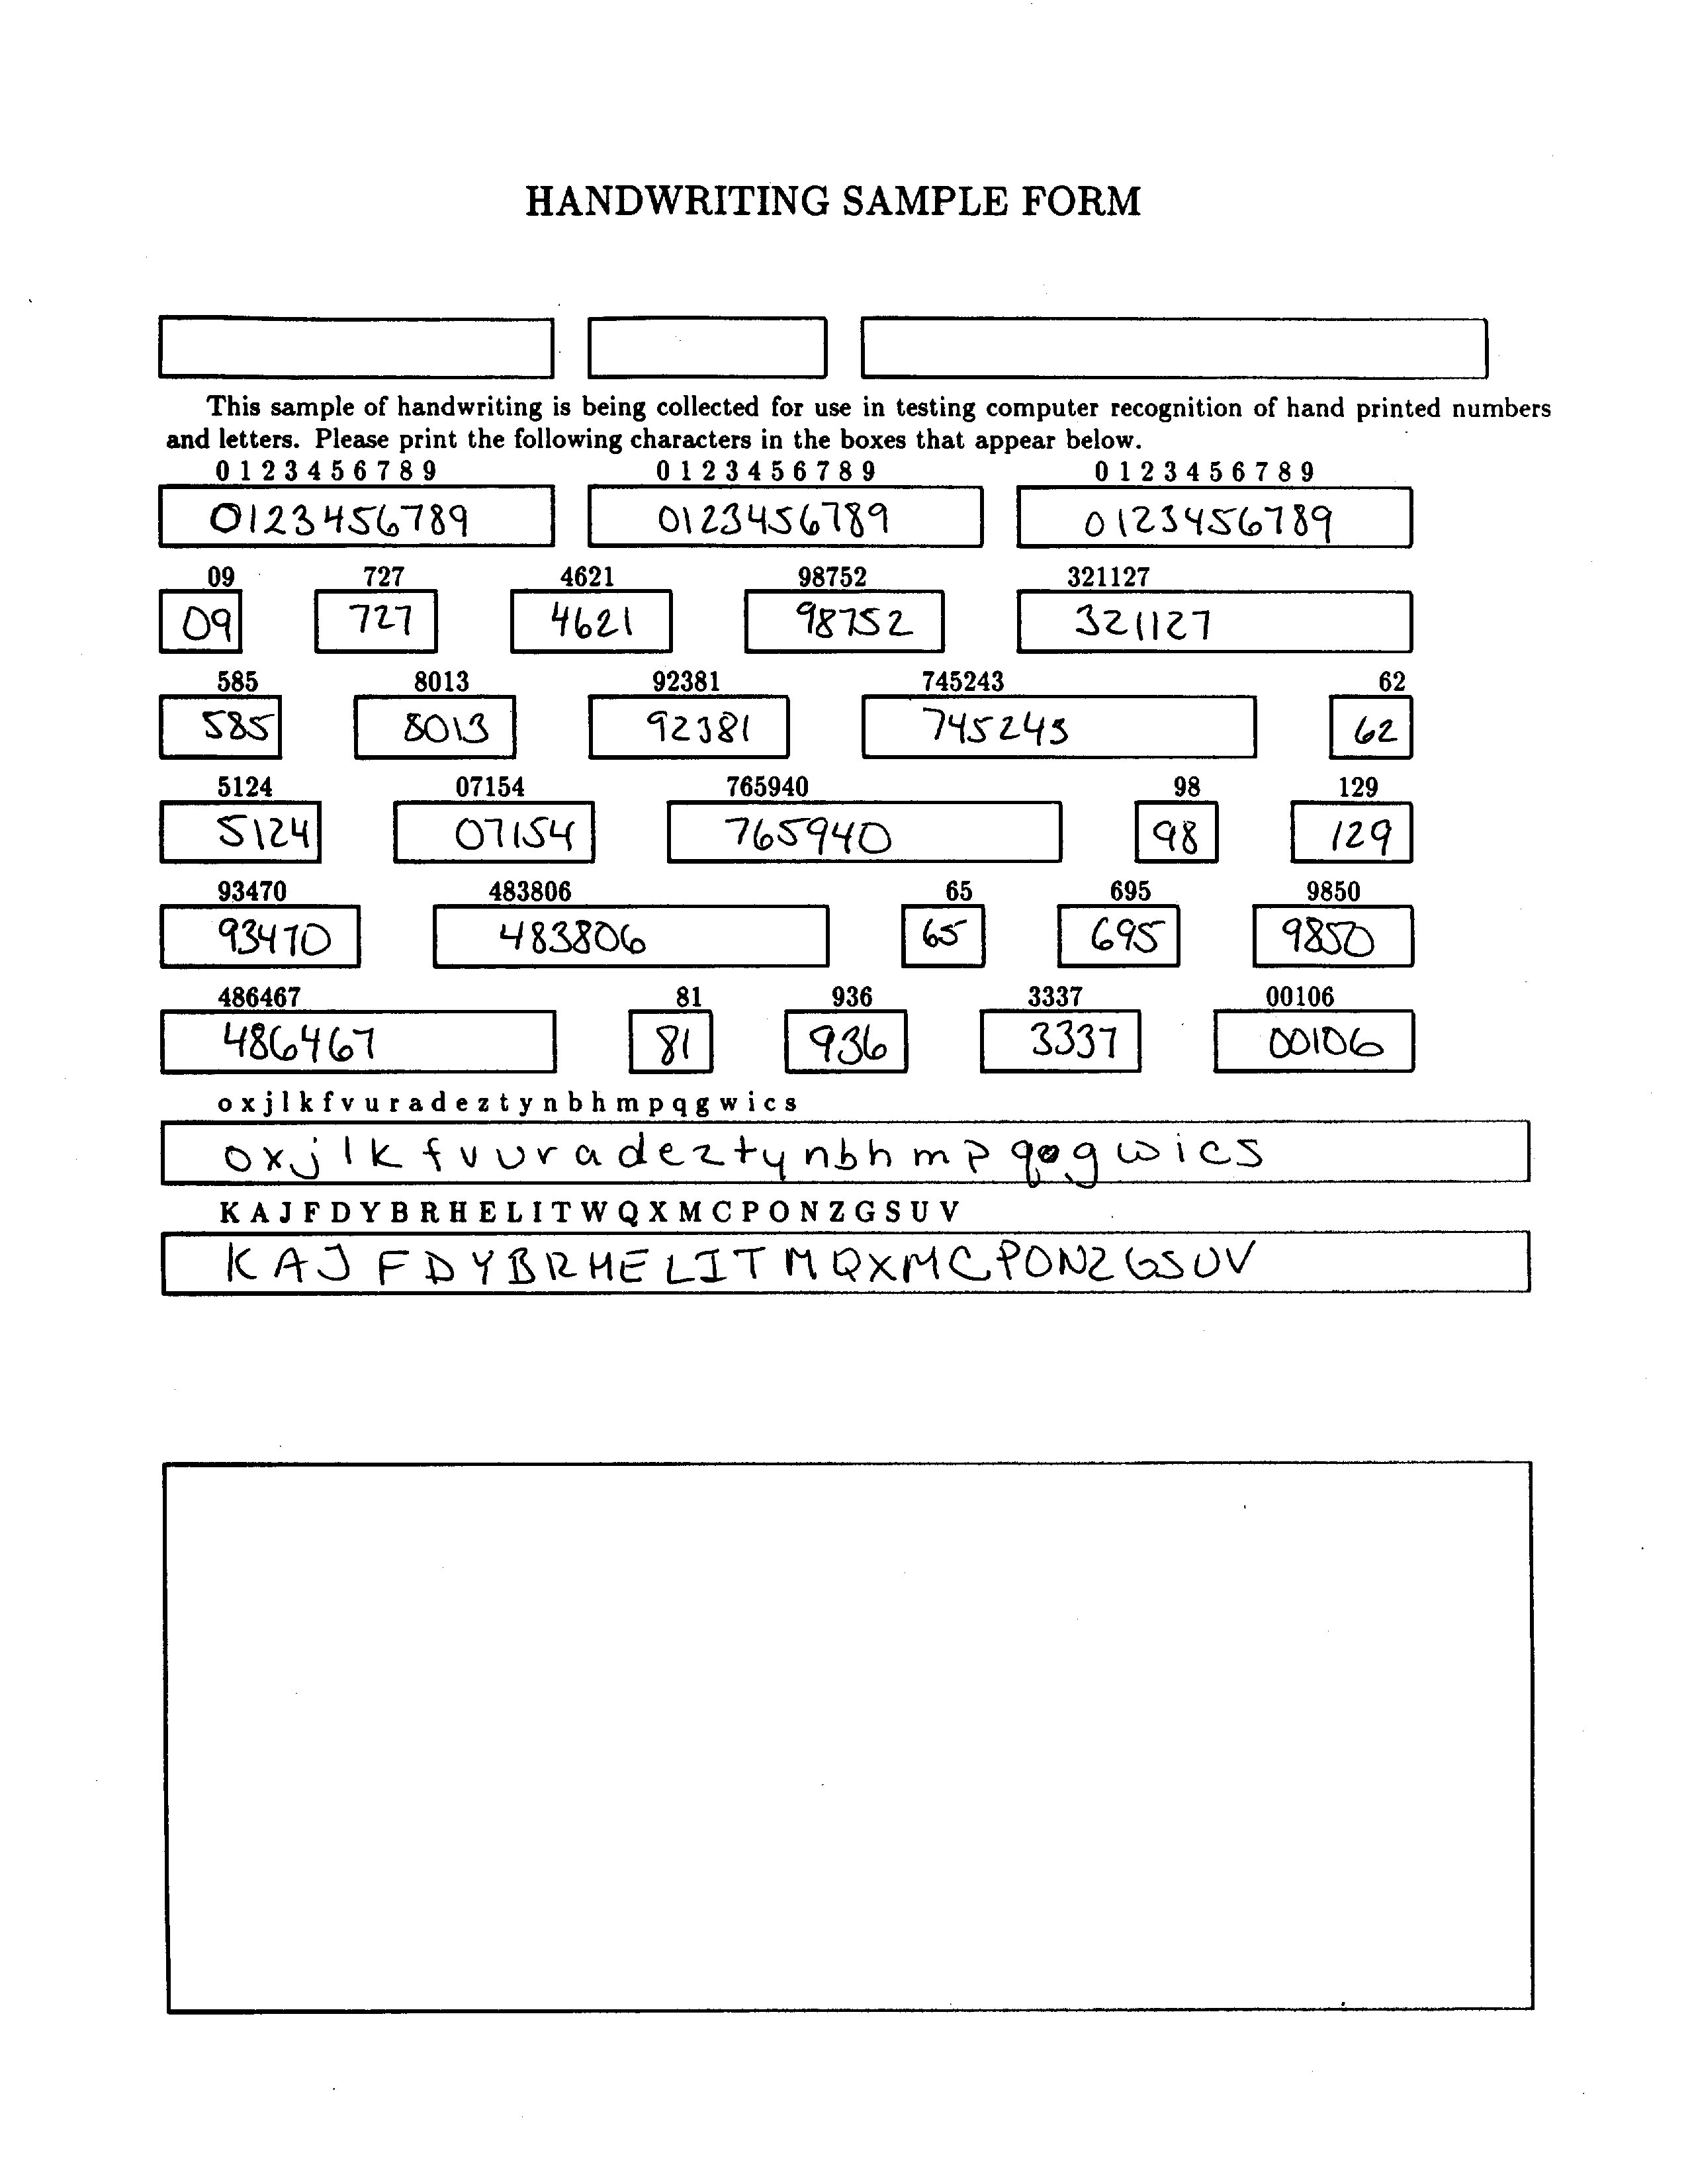 HANDWRITING SAMPLE FORM
This sample of handwriting is being collected for use in testing computer recognition of hand printed numbers
and letters. Please print the following characters in the boxes that appear below.
0 1 2 3 4 5 6 7 8 9 0 1 2 3 4 5 6 7 8 9 0 1 2 3 4 5 6 7 8 9
0123456789 0123456789 0123456789
09 727 4621 98752 321127
09 727 4621 98752 321127
585 8013 92381 745243 62
585 8013 92381 745243 62
5124 07154 765940 98 129
5124 07154 765940 98 129
93470 483806 65 695 9850
93470 483806 65 695 9850
486467 81 936 3337 00106
486467 81 936 3337 00106
o x j l k f v u r a d e z t y n b h m p q g w i c s
o x j l k f v u r a d e z t y n b h m p q g w i c s
K A J F D Y B R H E L I T W Q X M C P O N Z G S U V
K A J F D Y B R H E L I T M Q X M C P O N Z G S U V